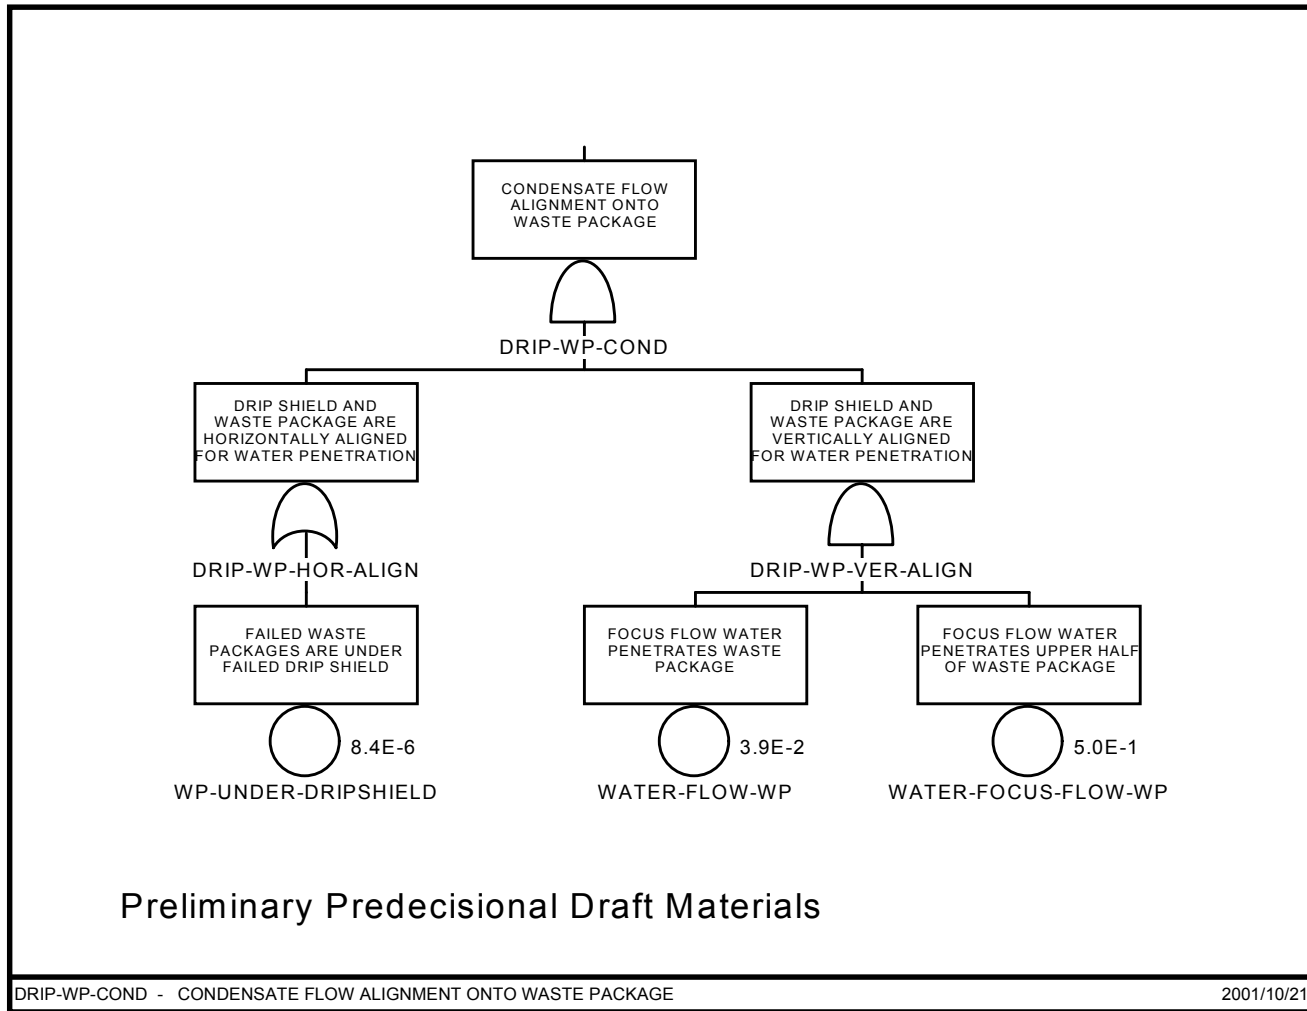 CONDENSATE FLOW
ALIGNMENT ONTO
WASTE PACKAGE
DRIP-WP-COND
DRIP SHIELD AND
WASTE PACKAGE ARE
HORIZONTALLY ALIGNED
FOR WATER PENETRATION
DRIP SHIELD AND
WASTE PACKAGE ARE
VERTICALLY ALIGNED
FOR WATER PENETRATION
DRIP-WP-HOR-ALIGN
DRIP-WP-VER-ALIGN
FAILED WASTE
PACKAGES ARE UNDER
FAILED DRIP SHIELD
FOCUS FLOW WATER
PENETRATES WASTE
PACKAGE
FOCUS FLOW WATER
PENETRATES UPPER HALF
OF WASTE PACKAGE
8.4E-6
3.9E-2
5.0E-1
WP-UNDER-DRIPSHIELD
WATER-FLOW-WP
WATER-FOCUS-FLOW-WP
Preliminary Predecisional Draft Materials
DRIP-WP-COND - CONDENSATE FLOW ALIGNMENT ONTO WASTE PACKAGE
2001/10/21